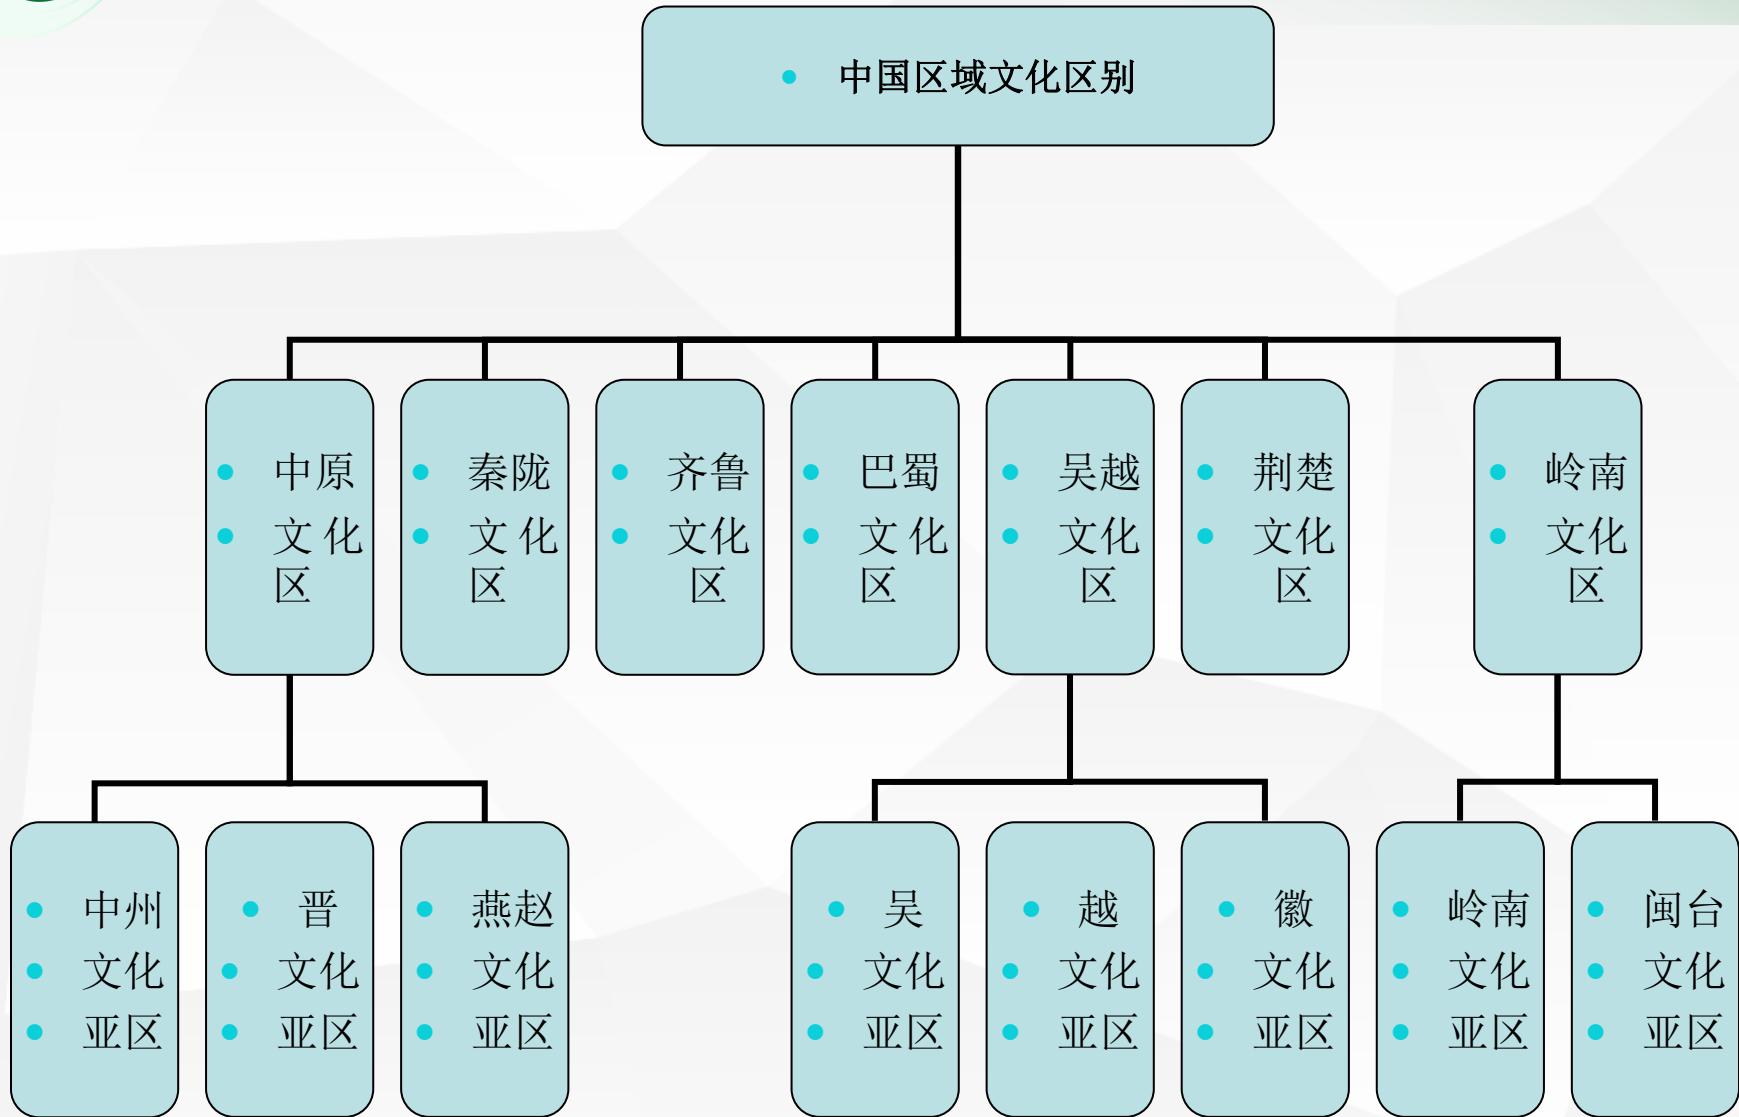 中国区域文化区别
中原
文化
区
秦陇
文化
区
齐鲁
文化
区
巴蜀
文化
区
吴越
文化
区
荆楚
文化
区
岭南
文化
区
中州
文化
亚区
晋
文化
亚区
燕赵
文化
亚区
吴
文化
亚区
越
文化
亚区
徽
文化
亚区
岭南
文化
亚区
闽台
文化
亚区